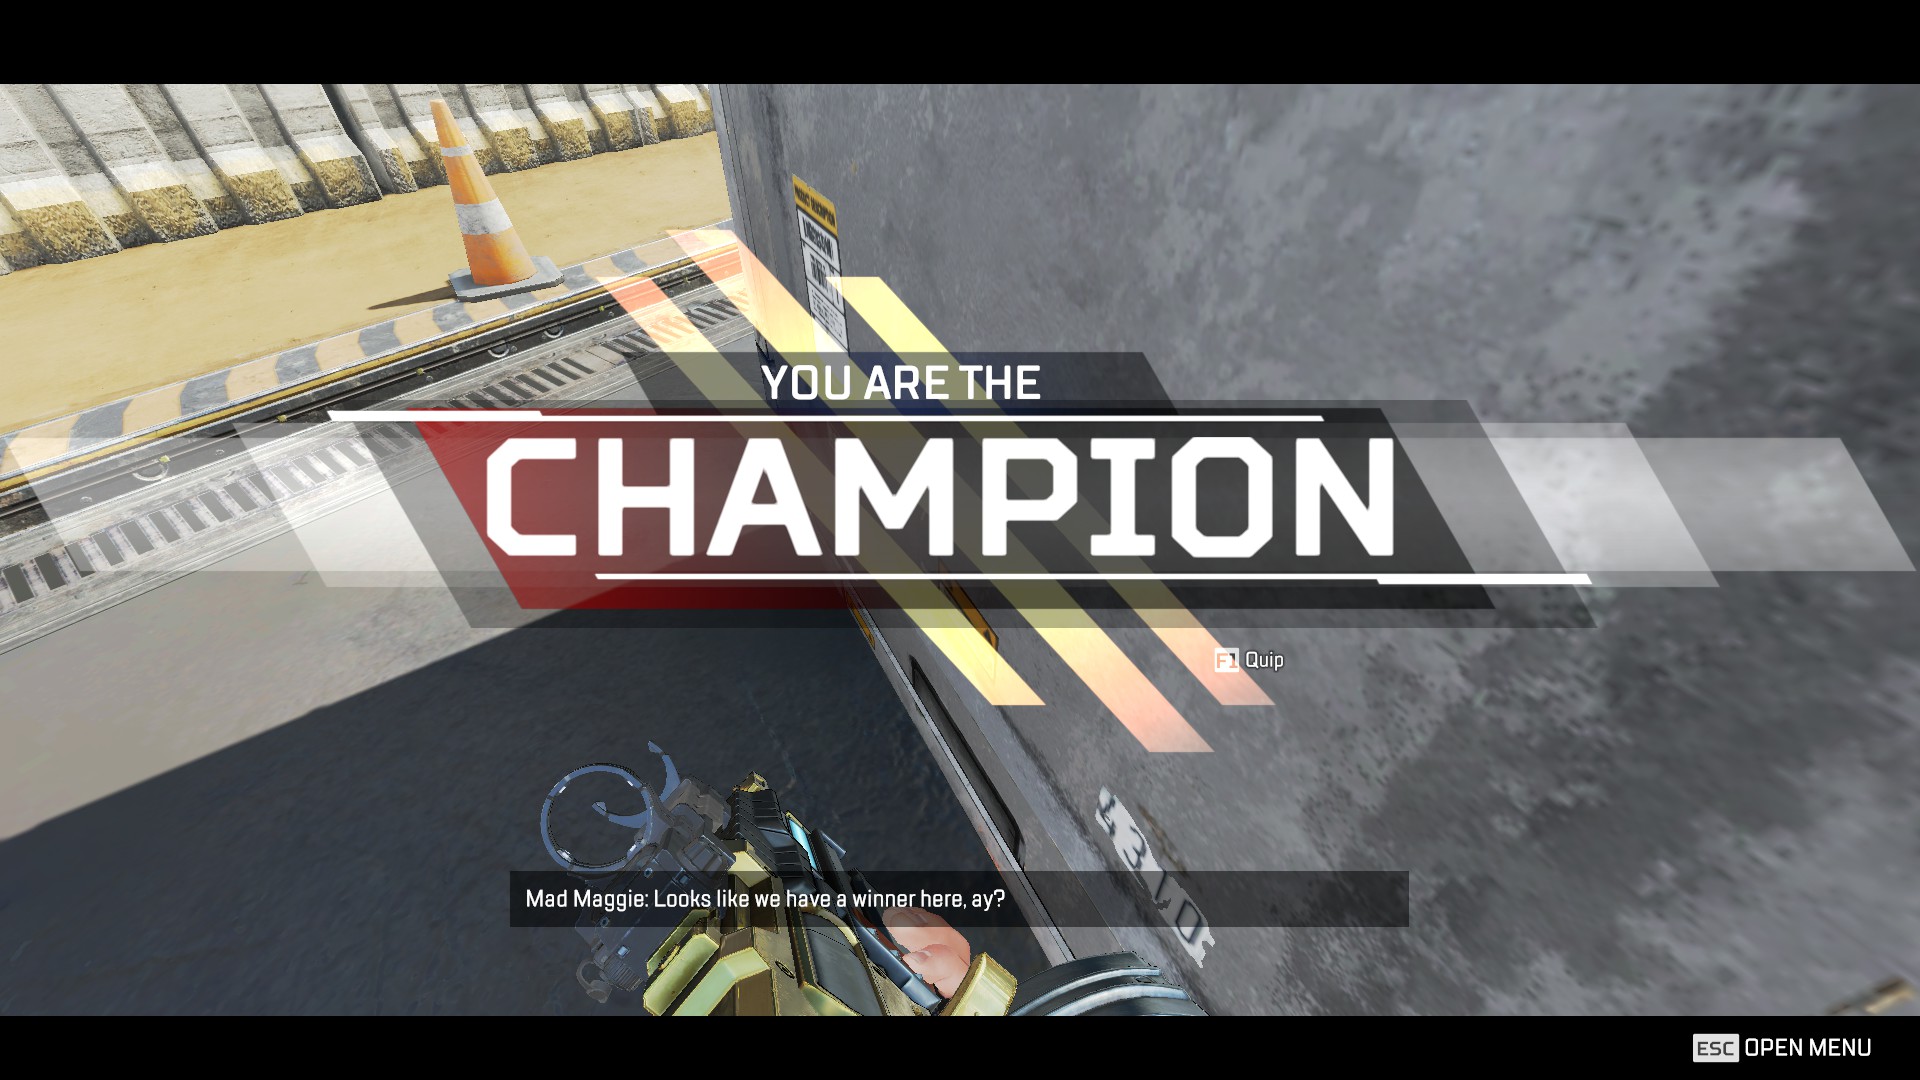 YOU ARE THE
CHAMPION
F1 Quip
Mad Maggie: Looks like we have a winner here, ay?
ESC OPEN MENU